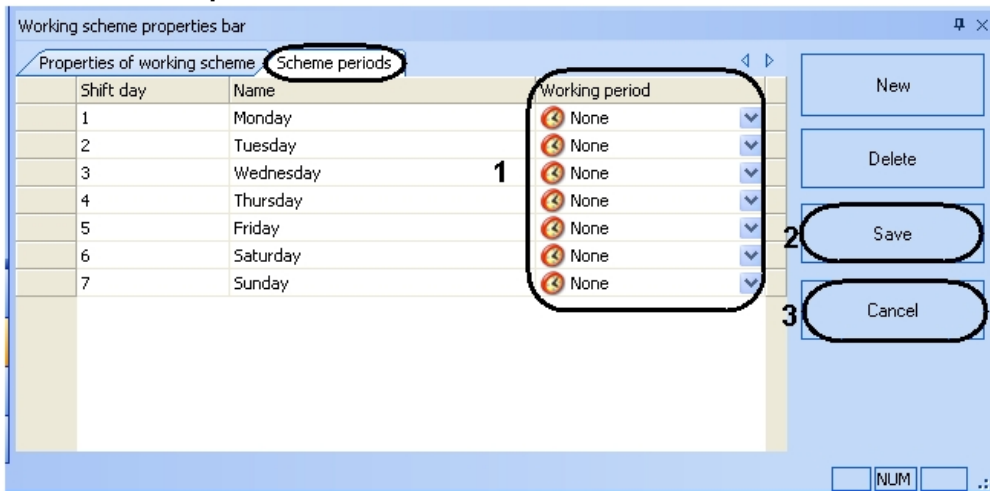 Working scheme properties bar
Properties of working scheme Scheme periods
Shift day Name Working period
1 Monday None
2 Tuesday None
3 Wednesday None
4 Thursday None
5 Friday None
6 Saturday None
7 Sunday None
1
New
Delete
2 Save
3 Cancel
NUM